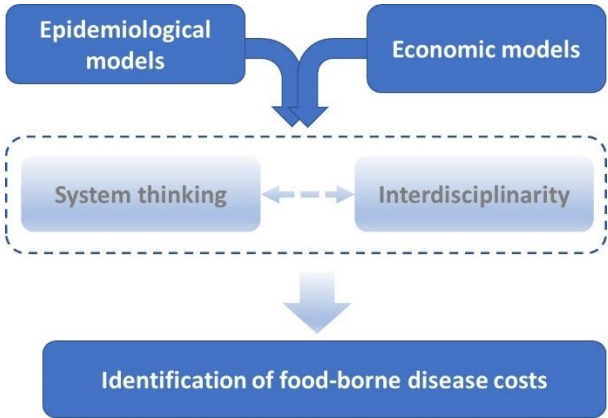 Epidemiological
models
Economic models
System thinking
Interdisciplinarity
Identification of food-borne disease costs